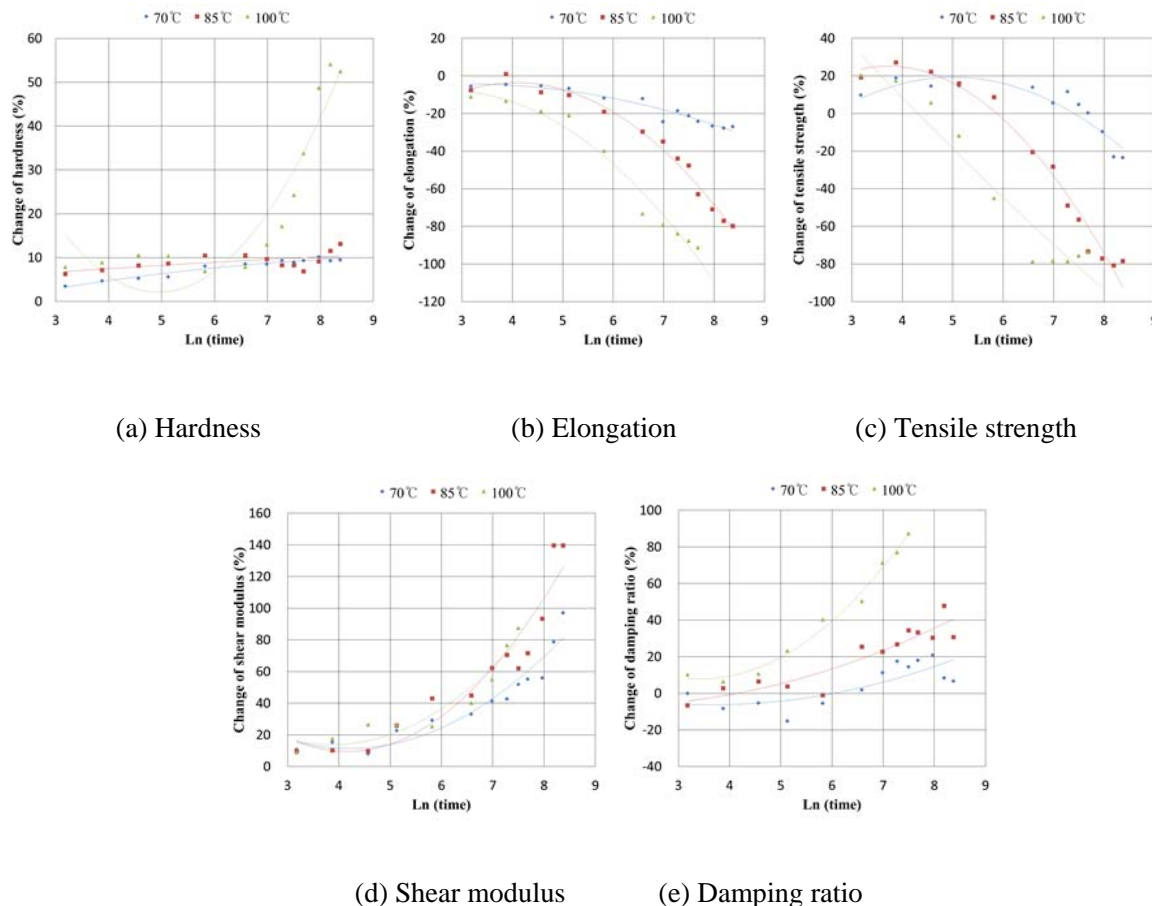 70℃ 85℃ 100℃
Change of hardness (%)
60
50
40
30
20
10
0
3 4 5 6 7 8 9
Ln (time)
(a) Hardness
70℃ 85℃ 100℃
Change of elongation (%)
20
0
-20
-40
-60
-80
-100
-120
3 4 5 6 7 8 9
Ln (time)
(b) Elongation
70℃ 85℃ 100℃
Change of tensile strength (%)
40
20
0
-20
-40
-60
-80
-100
3 4 5 6 7 8 9
Ln (time)
(c) Tensile strength
70℃ 85℃ 100℃
Change of shear modulus (%)
160
140
120
100
80
60
40
20
0
3 4 5 6 7 8 9
Ln (time)
(d) Shear modulus
70℃ 85℃ 100℃
Change of damping ratio (%)
100
80
60
40
20
0
-20
-40
3 4 5 6 7 8 9
Ln (time)
(e) Damping ratio